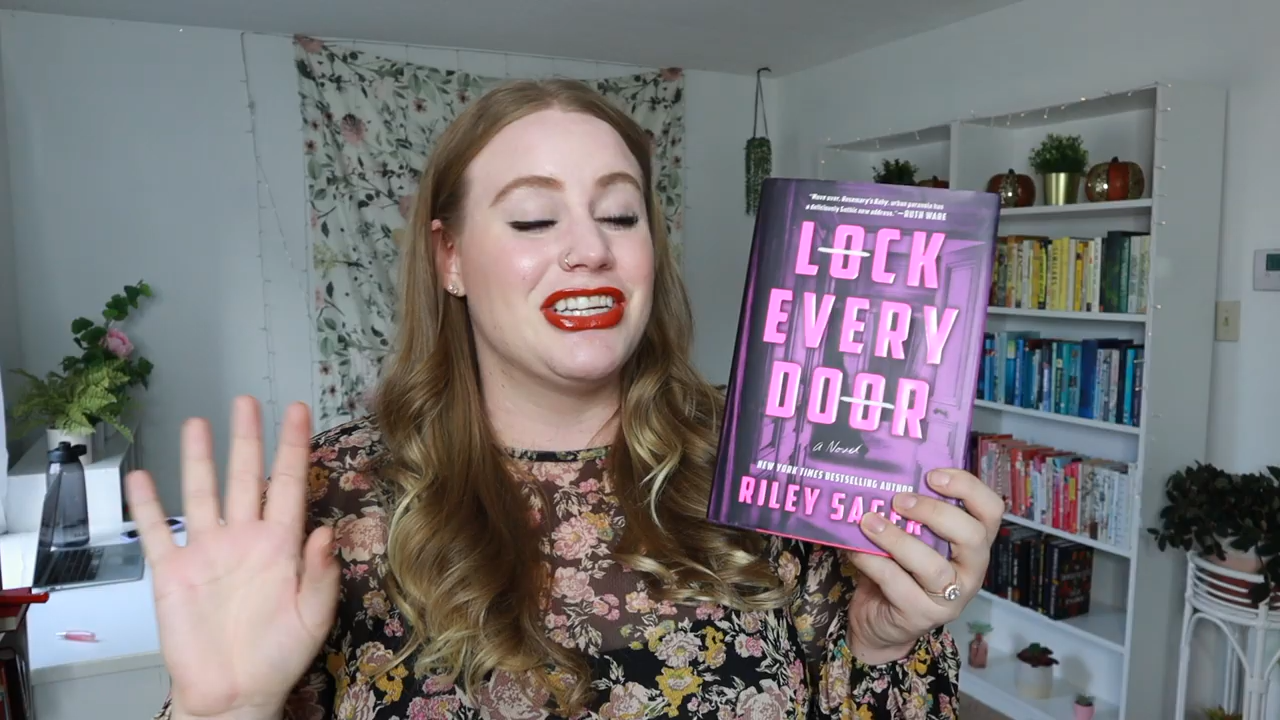 "Move over, Rosemary's Baby, urban paranoia has
a deliciously Gothic new address."—RUTH WARE
LOCK
EVERY
DOOR
a Novel
NEW YORK TIMES BESTSELLING AUTHOR
RILEY SAGER